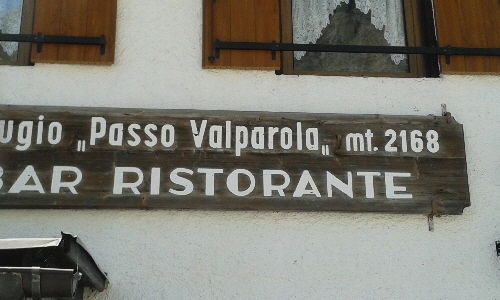 ugio „Passo Valparola„ mt. 2168
BAR RISTORANTE